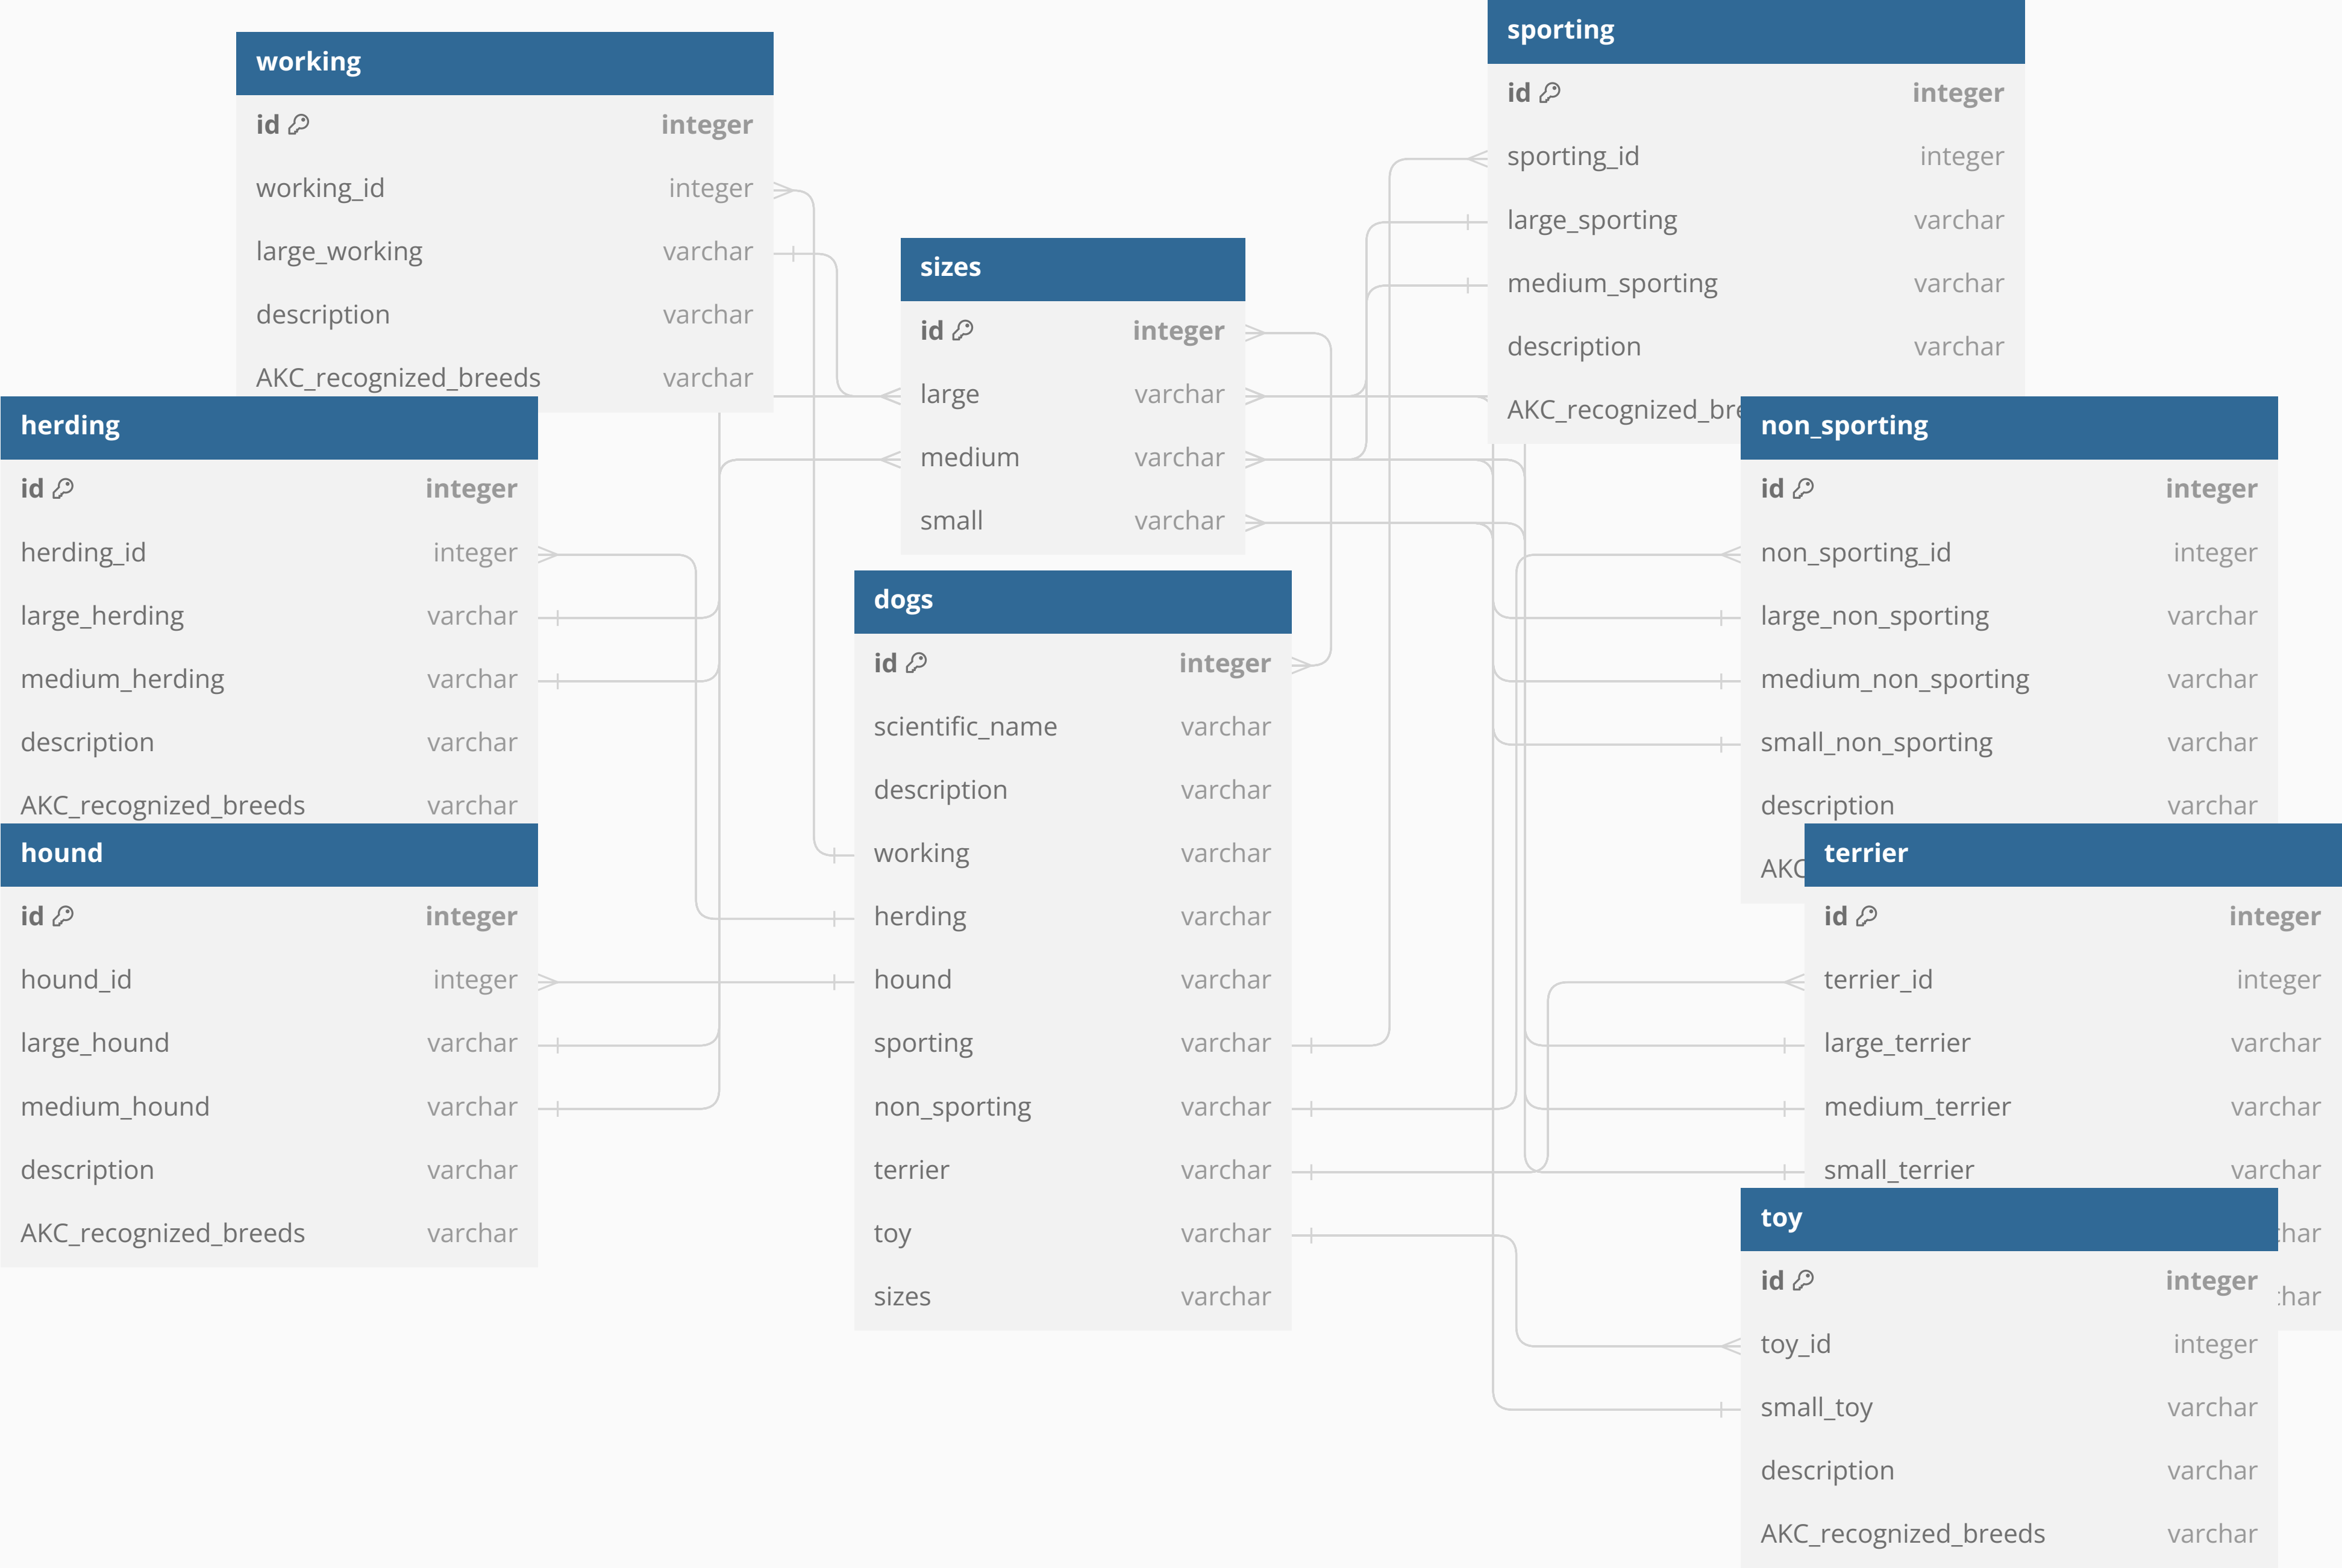 working
id integer
working_id integer
large_working varchar
description varchar
AKC_recognized_breeds varchar
herding
id integer
herding_id integer
large_herding varchar
medium_herding varchar
description varchar
AKC_recognized_breeds varchar
hound
id integer
hound_id integer
large_hound varchar
medium_hound varchar
description varchar
AKC_recognized_breeds varchar
sizes
id integer
large varchar
medium varchar
small varchar
dogs
id integer
scientific_name varchar
description varchar
working varchar
herding varchar
hound varchar
sporting varchar
non_sporting varchar
terrier varchar
toy varchar
sizes varchar
sporting
id integer
sporting_id integer
large_sporting varchar
medium_sporting varchar
description varchar
AKC_recognized_bre
non_sporting
id integer
non_sporting_id integer
large_non_sporting varchar
medium_non_sporting varchar
small_non_sporting varchar
description varchar
AKC
terrier
id integer
terrier_id integer
large_terrier varchar
medium_terrier varchar
small_terrier varchar
toy
id integer
toy_id integer
small_toy varchar
description varchar
AKC_recognized_breeds varchar